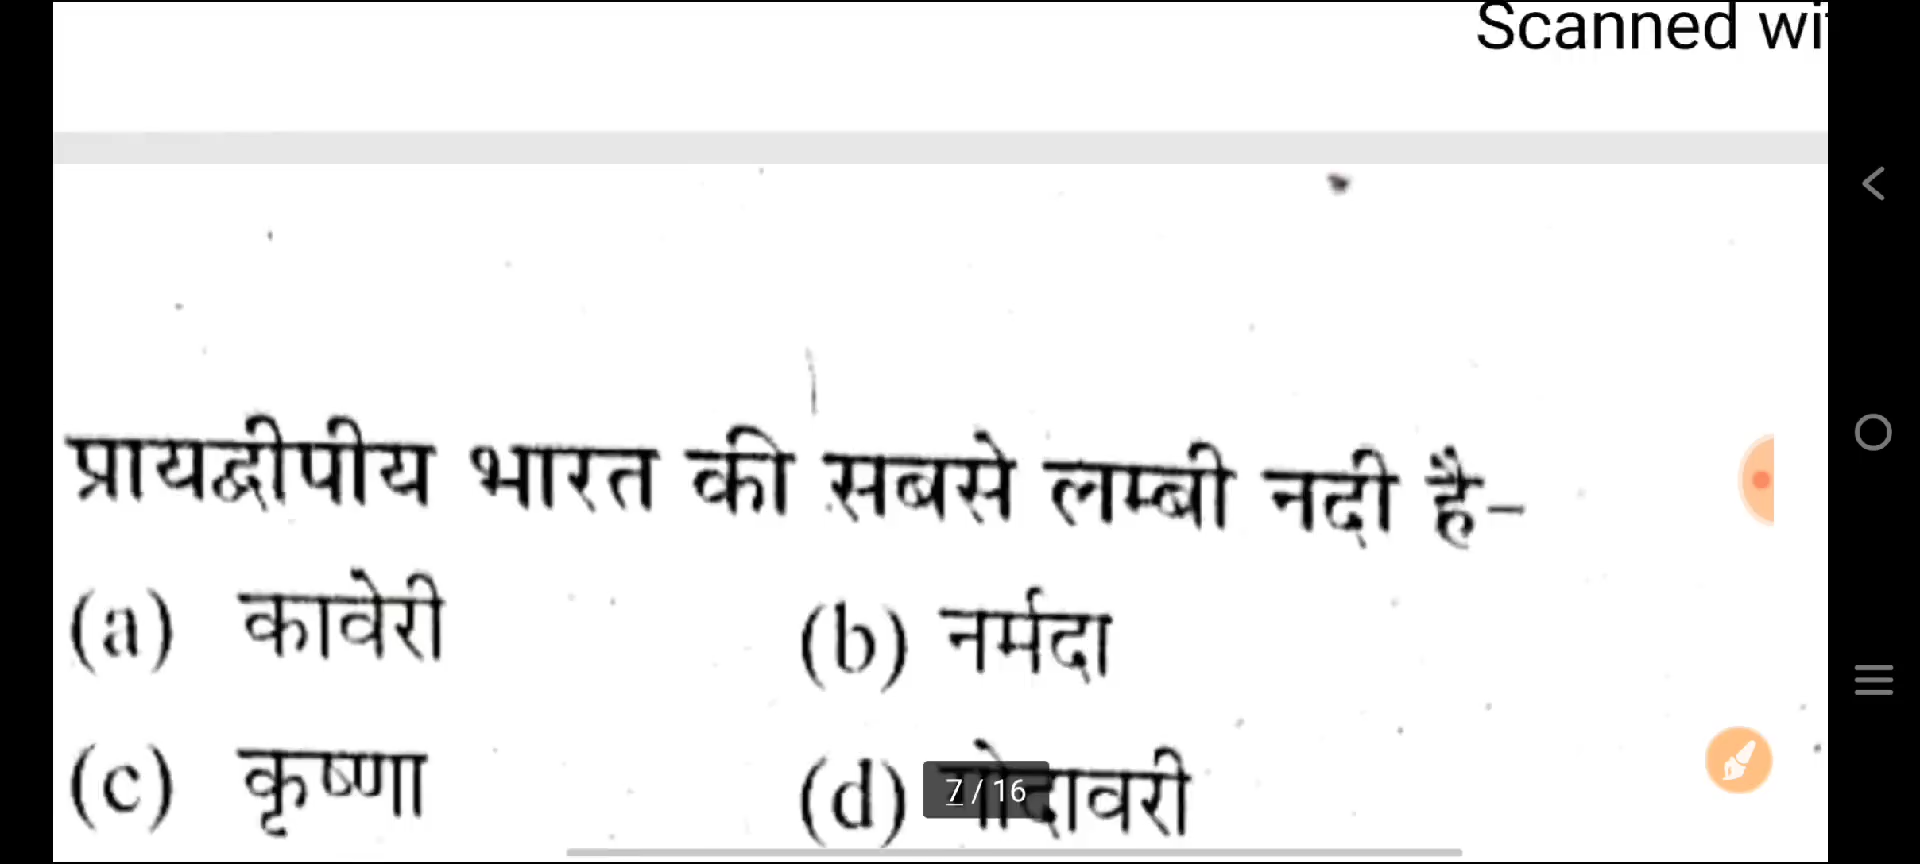 Scanned wi
प्रायद्वीपीय भारत की सबसे लम्बी नदी है–
(a) कावेरी (b) नर्मदा
(c) कृष्णा (d) गोदावरी
7 / 16